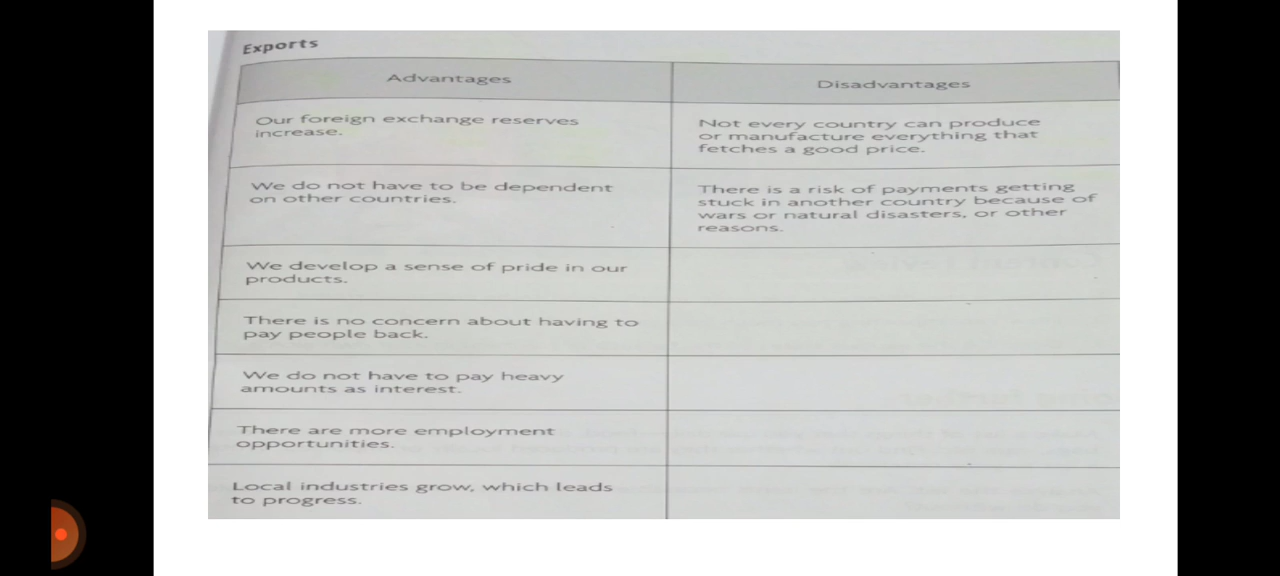 Exports
Advantages
Disadvantages
Our foreign exchange reserves
increase.
Not every country can produce
or manufacture everything that
fetches a good price.
We do not have to be dependent
on other countries.
There is a risk of payments getting
stuck in another country because of
wars or natural disasters, or other
reasons.
We develop a sense of pride in our
products.
There is no concern about having to
pay people back.
We do not have to pay heavy
amounts as interest.
There are more employment
opportunities.
Local industries grow, which leads
to progress.